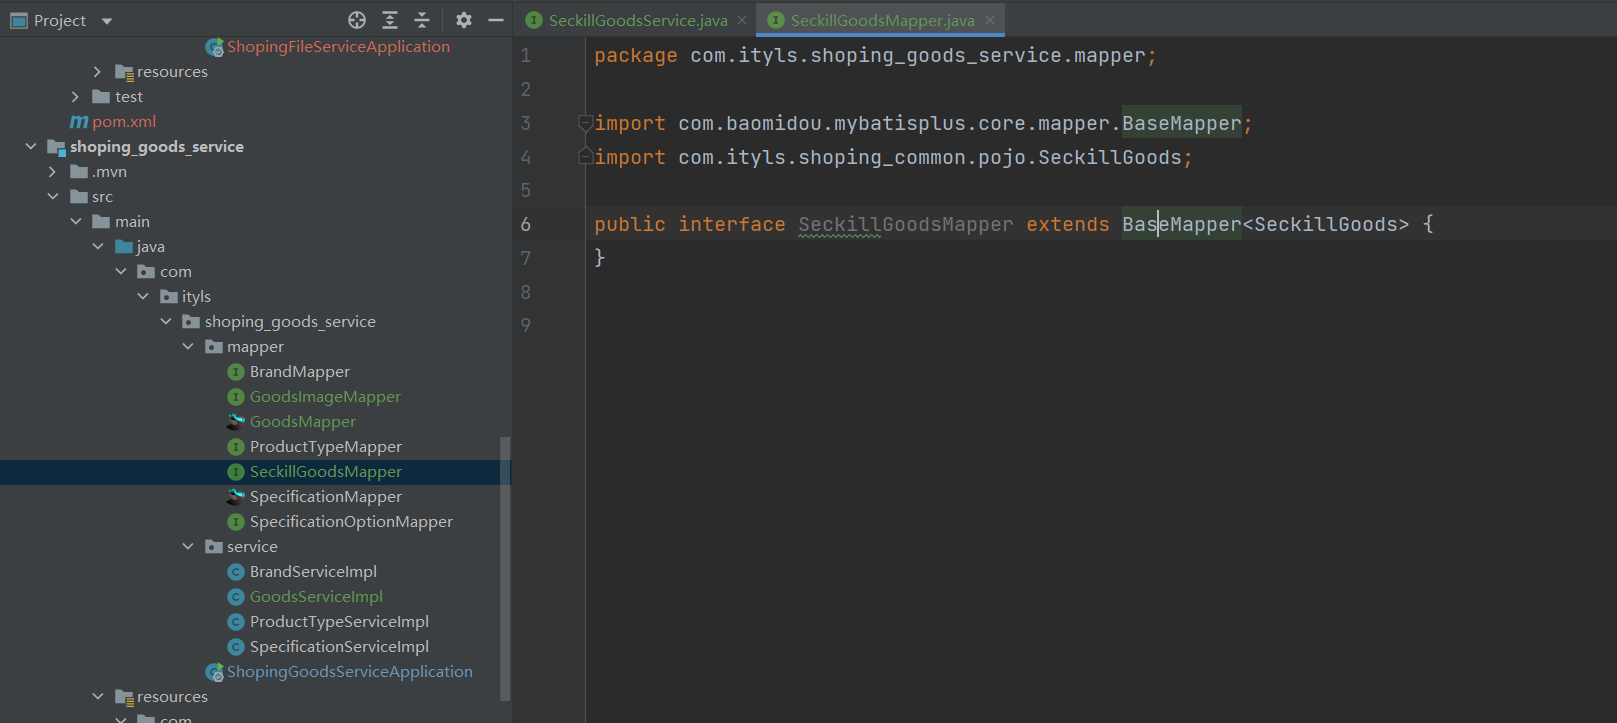 Project
ShopingFileServiceApplication
resources
test
pom.xml
shoping_goods_service
.mvn
src
main
java
com
ityls
shoping_goods_service
mapper
BrandMapper
GoodsImageMapper
GoodsMapper
ProductTypeMapper
SeckillGoodsMapper
SpecificationMapper
SpecificationOptionMapper
service
BrandServiceImpl
GoodsServiceImpl
ProductTypeServiceImpl
SpecificationServiceImpl
ShopingGoodsServiceApplication
resources
com
SeckillGoodsService.java
SeckillGoodsMapper.java
1 package com.ityls.shoping_goods_service.mapper;
2
3 import com.baomidou.mybatisplus.core.mapper.BaseMapper;
4 import com.ityls.shoping_common.pojo.SeckillGoods;
5
6 public interface SeckillGoodsMapper extends BaseMapper<SeckillGoods> {
7 }
8
9